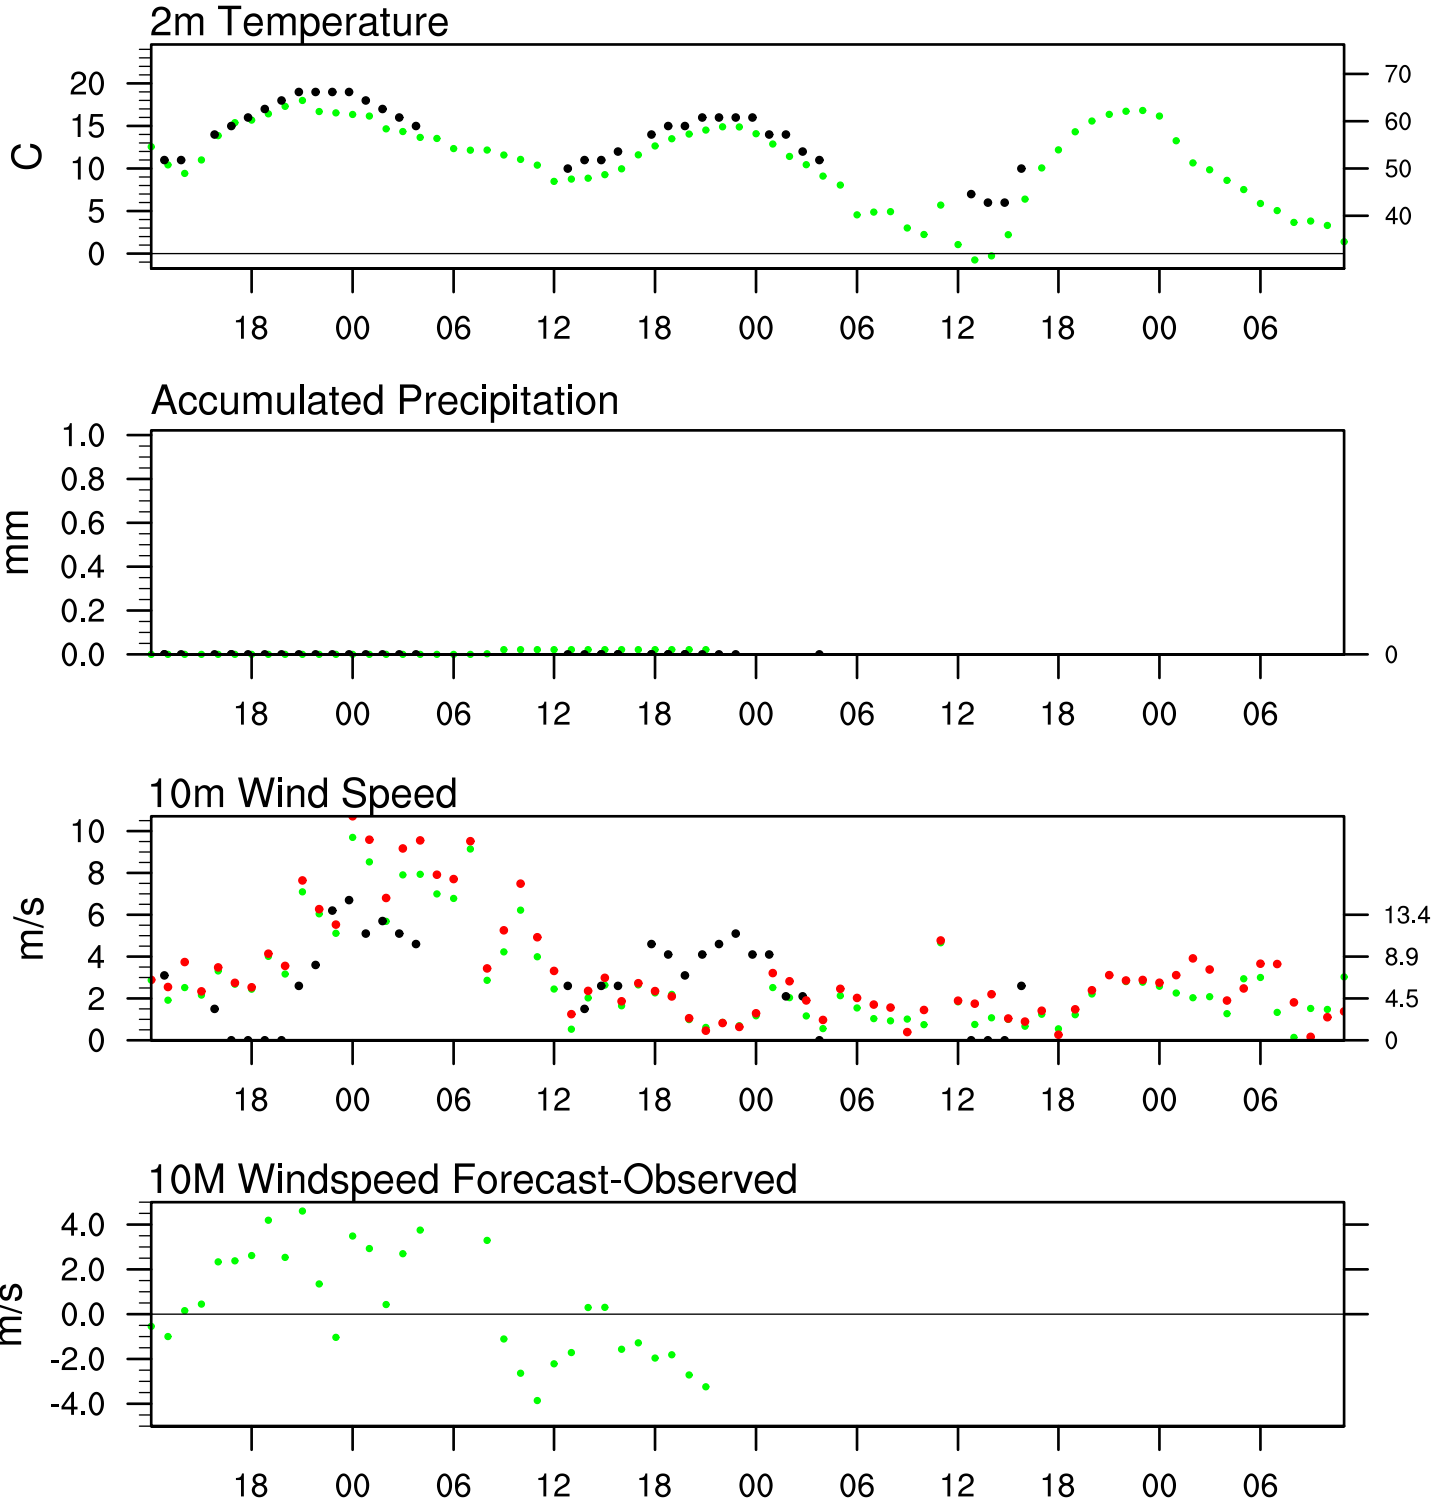 2m Temperature
C
20
15
10
5
0
70
60
50
40
18 00 06 12 18 00 06 12 18 00 06
Accumulated Precipitation
mm
1.0
0.8
0.6
0.4
0.2
0.0
0
18 00 06 12 18 00 06 12 18 00 06
10m Wind Speed
m/s
10
8
6
4
2
0
13.4
8.9
4.5
0
18 00 06 12 18 00 06 12 18 00 06
10M Windspeed Forecast-Observed
m/s
4.0
2.0
0.0
-2.0
-4.0
18 00 06 12 18 00 06 12 18 00 06